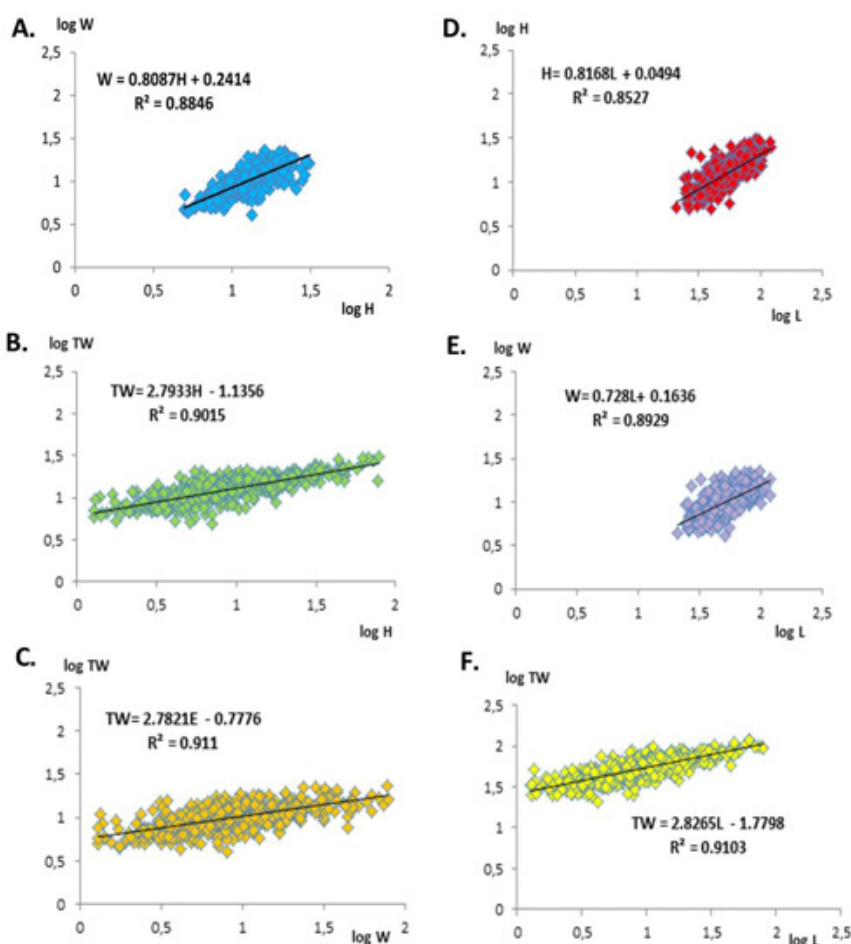 A.
log W
2,5
2
1,5
1
0,5
0
W = 0.8087H + 0.2414
R² = 0.8846
0 0,5 1 1,5 2
log H
D.
log H
2,5
2
1,5
1
0,5
0
H= 0.8168L + 0.0494
R² = 0.8527
0 0,5 1 1,5 2 2,5
log L
B.
log TW
2,5
2
1,5
1
0,5
0
TW= 2.7933H - 1.1356
R² = 0.9015
0 0,5 1 1,5 2
log H
E.
log W
2,5
2
1,5
1
0,5
0
W= 0.728L+ 0.1636
R² = 0.8929
0 0,5 1 1,5 2 2,5
log L
C.
log TW
2,5
2
1,5
1
0,5
0
TW= 2.7821E - 0.7776
R² = 0.911
0 0,5 1 1,5 2
log W
F.
log TW
2,5
2
1,5
1
0,5
0
TW = 2.8265L - 1.7798
R² = 0.9103
0 0,5 1 1,5 2 2,5
log L